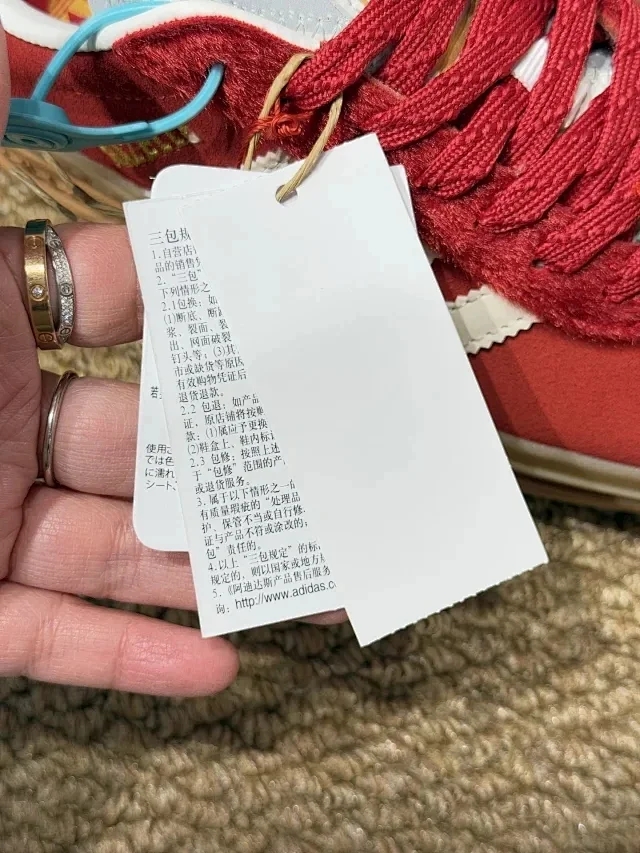 三包规
1.自营店
品的销售
2. “三包”
下列情形之
2.1包换：如
(1)断底、断
浆、裂面、裂
出、网面破裂
钉头等；(3)其
市或缺货等原因
有效购物凭证后
退货退款。
2.2 包退：如产品
证，原店铺将按
款：(1)属应予更换
(2)鞋盒上、鞋内标
2.3 包修：按照上述
于“包修”范围的产
或退货服务。
3. 属于以下情形之一
有质量瑕疵的“处理品
护、保管不当或自行修
证与产品不符或涂改的；
包”责任的。
4. 以上“三包规定”的标
规定的，则以国家或地方
5. 《阿迪达斯产品售后服务
询：http://www.adidas.c
若
使用さ
では色
に濡れ
シート、